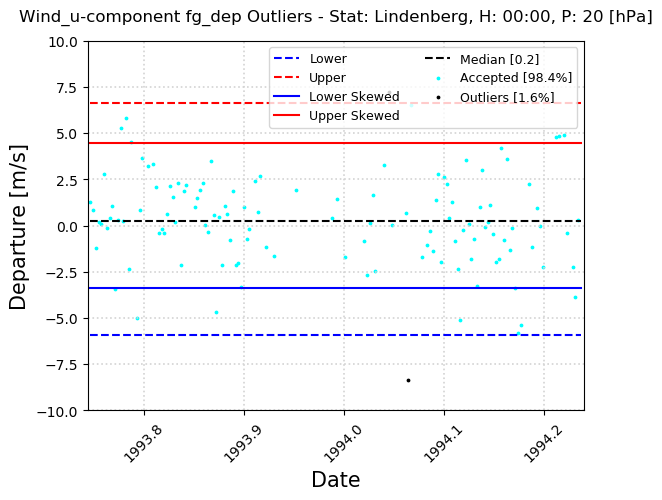 Wind_u-component fg_dep Outliers - Stat: Lindenberg, H: 00:00, P: 20 [hPa]
Departure [m/s]
10.0
7.5
5.0
2.5
0.0
−2.5
−5.0
−7.5
−10.0
Lower
Upper
Lower Skewed
Upper Skewed
Median [0.2]
Accepted [98.4%]
Outliers [1.6%]
1993.8
1993.9
1994.0
1994.1
1994.2
Date